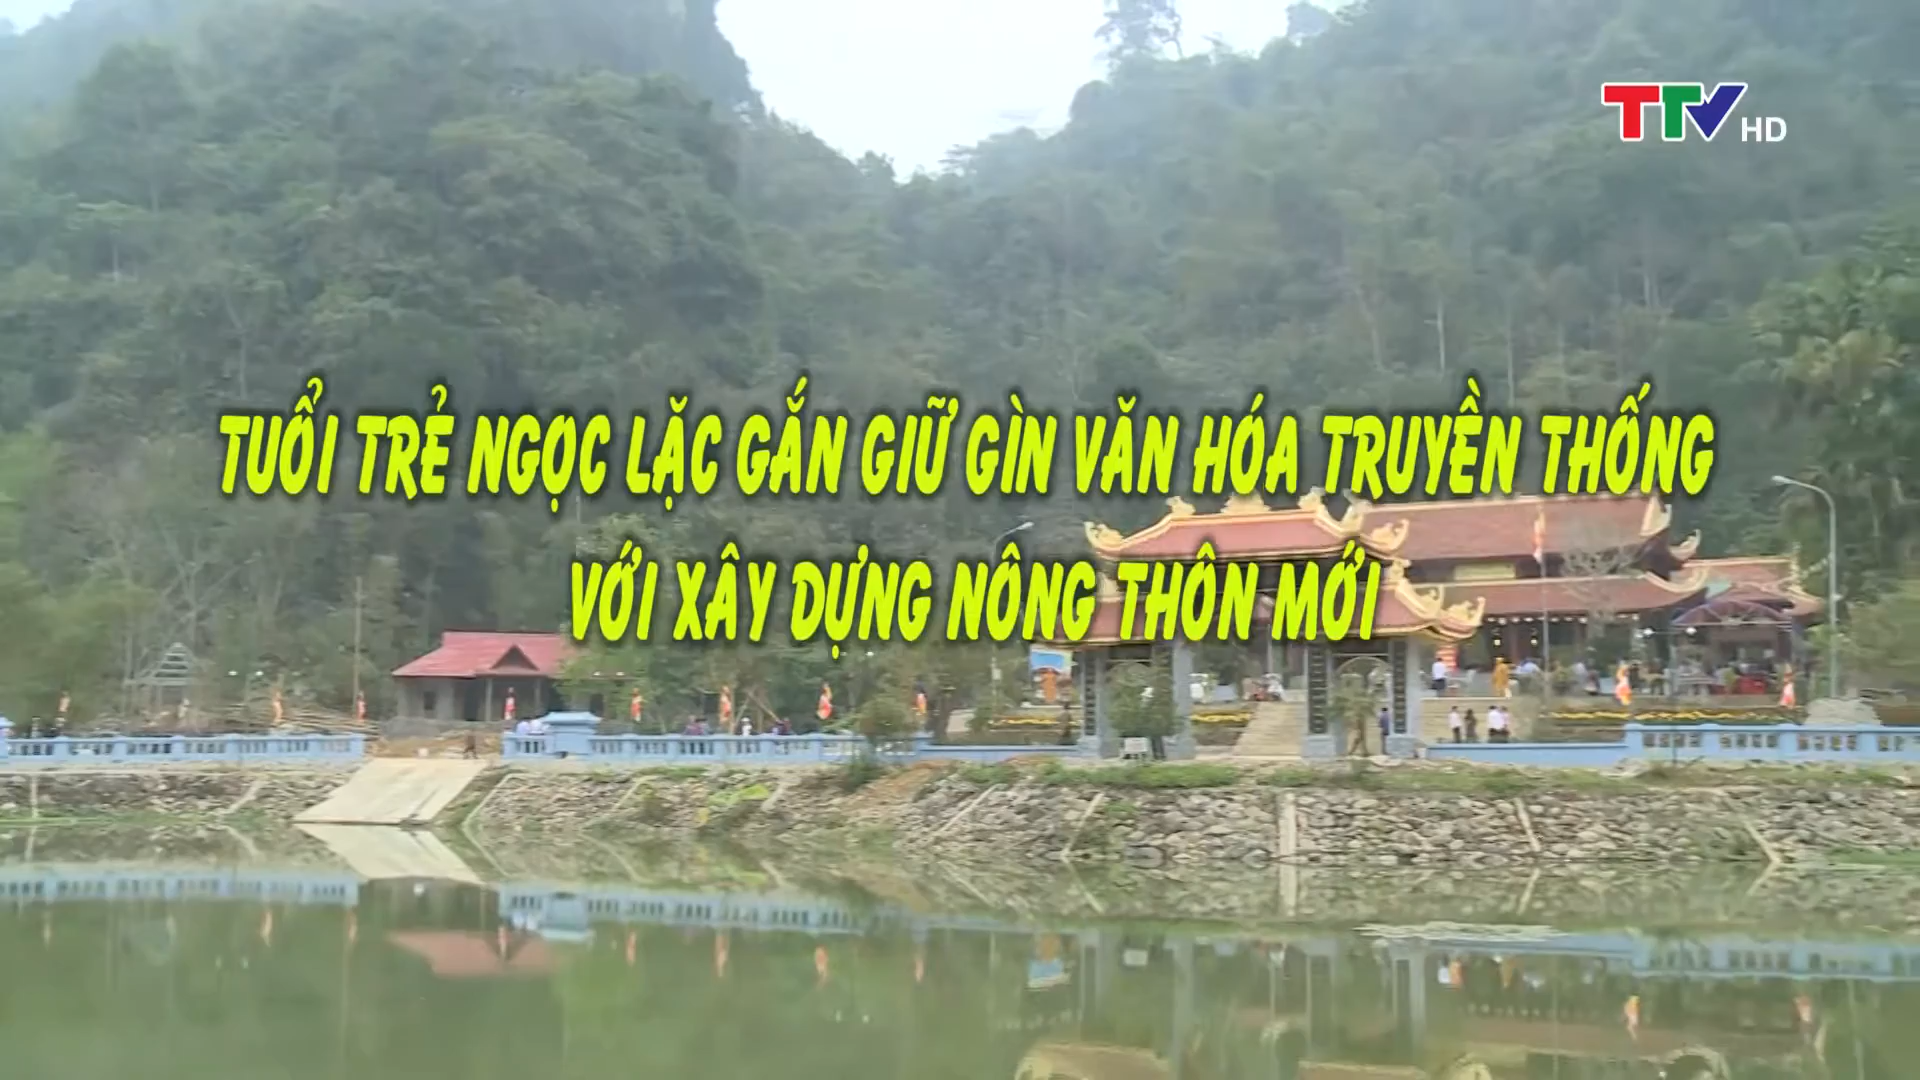 TTV HD
TUỔI TRẺ NGỌC LẶC GẮN GIỮ GÌN VĂN HÓA TRUYỀN THỐNG
VỚI XÂY DỰNG NÔNG THÔN MỚI